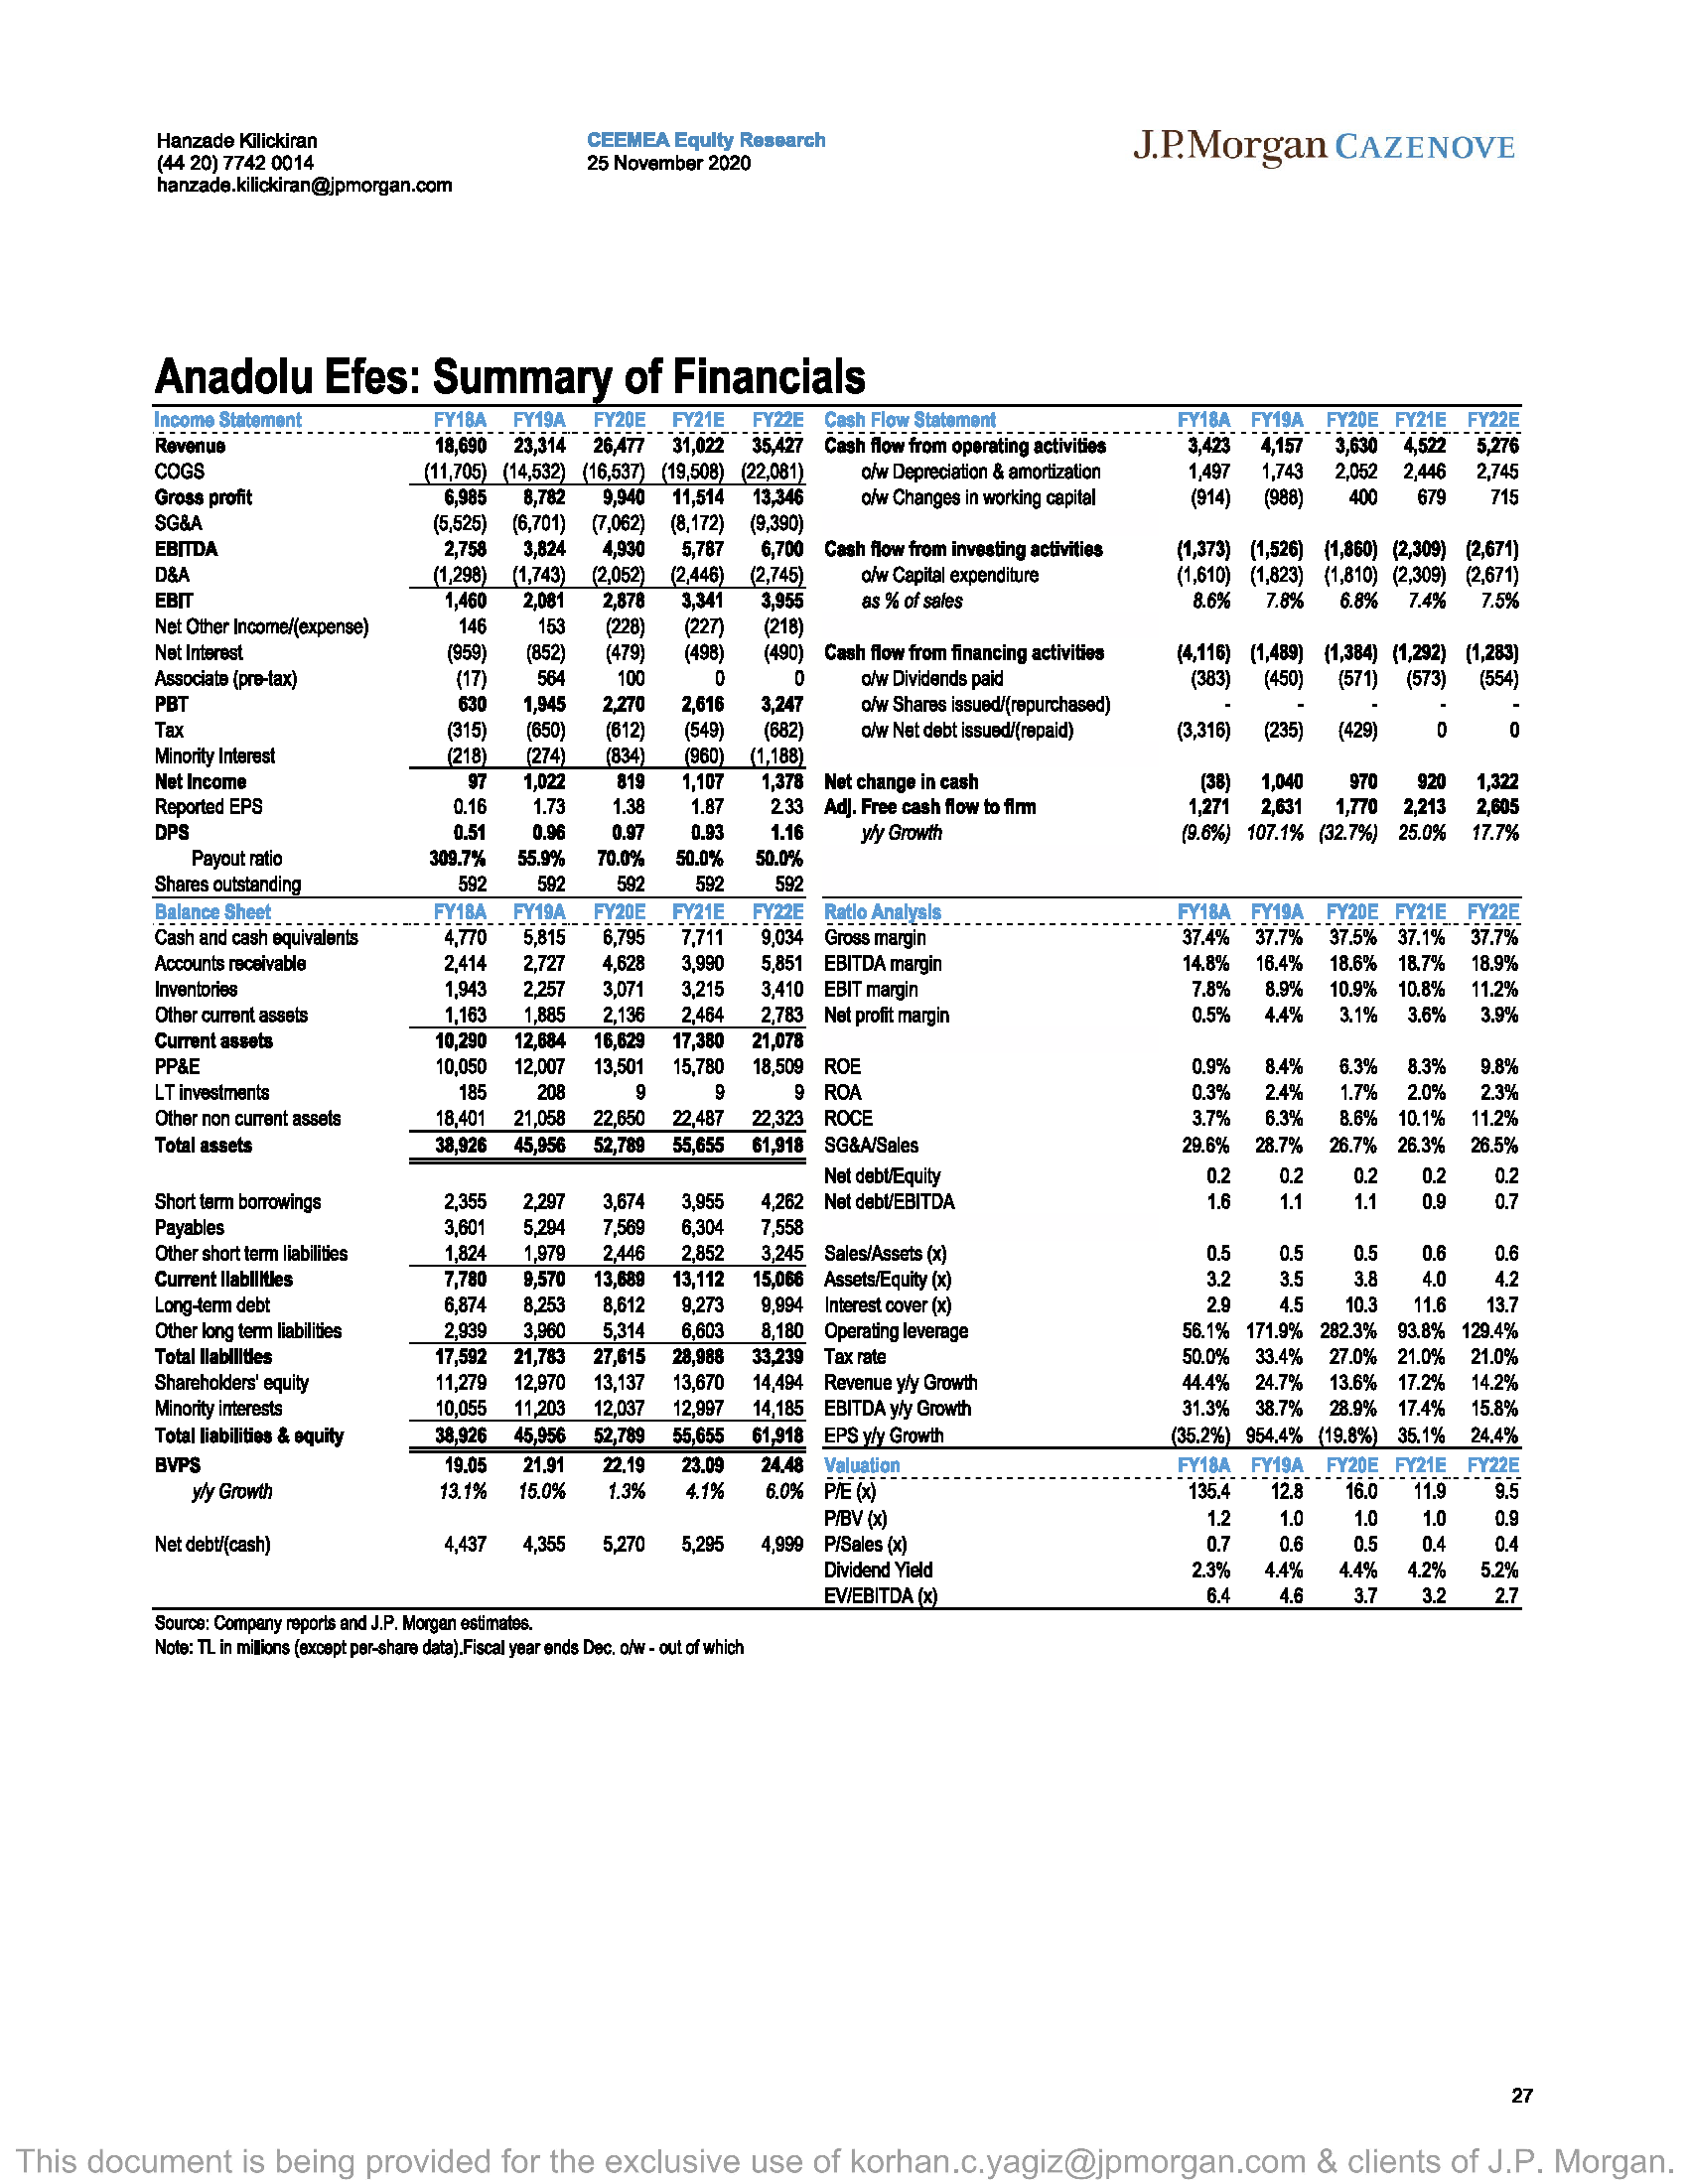 Hanzade Kilickiran
(44 20) 7742 0014
hanzade.kilickiran@jpmorgan.com
CEEMEA Equity Research
25 November 2020
J.P.Morgan CAZENOVE
Anadolu Efes: Summary of Financials
Income Statement FY18A FY19A FY20E FY21E FY22E
Revenue 18,690 23,314 26,477 31,022 35,427
COGS (11,705) (14,532) (16,537) (19,508) (22,081)
Gross profit 6,985 8,782 9,940 11,514 13,346
SG&A (5,525) (6,701) (7,062) (8,172) (9,390)
EBITDA 2,758 3,824 4,930 5,787 6,700
D&A (1,298) (1,743) (2,052) (2,446) (2,745)
EBIT 1,460 2,081 2,878 3,341 3,955
Net Other Income/(expense) 146 153 (228) (227) (218)
Net Interest (959) (852) (479) (498) (490)
Associate (pre-tax) (17) 564 100 0 0
PBT 630 1,945 2,270 2,616 3,247
Tax (315) (650) (612) (549) (682)
Minority Interest (218) (274) (834) (960) (1,188)
Net Income 97 1,022 819 1,107 1,378
Reported EPS 0.16 1.73 1.38 1.87 2.33
DPS 0.51 0.96 0.97 0.93 1.16
Payout ratio 309.7% 55.9% 70.0% 50.0% 50.0%
Shares outstanding 592 592 592 592 592
Cash Flow Statement FY18A FY19A FY20E FY21E FY22E
Cash flow from operating activities 3,423 4,157 3,630 4,522 5,276
o/w Depreciation & amortization 1,497 1,743 2,052 2,446 2,745
o/w Changes in working capital (914) (988) 400 679 715
Cash flow from investing activities (1,373) (1,526) (1,860) (2,309) (2,671)
o/w Capital expenditure (1,610) (1,823) (1,810) (2,309) (2,671)
as % of sales 8.6% 7.8% 6.8% 7.4% 7.5%
Cash flow from financing activities (4,116) (1,489) (1,384) (1,292) (1,283)
o/w Dividends paid (383) (450) (571) (573) (554)
o/w Shares issued/(repurchased) - - - - -
o/w Net debt issued/(repaid) (3,316) (235) (429) 0 0
Net change in cash (38) 1,040 970 920 1,322
Adj. Free cash flow to firm 1,271 2,631 1,770 2,213 2,605
y/y Growth (9.6%) 107.1% (32.7%) 25.0% 17.7%
Balance Sheet FY18A FY19A FY20E FY21E FY22E
Cash and cash equivalents 4,770 5,815 6,795 7,711 9,034
Accounts receivable 2,414 2,727 4,628 3,990 5,851
Inventories 1,943 2,257 3,071 3,215 3,410
Other current assets 1,163 1,885 2,136 2,464 2,783
Current assets 10,290 12,684 16,629 17,380 21,078
PP&E 10,050 12,007 13,501 15,780 18,509
LT investments 185 208 9 9 9
Other non current assets 18,401 21,058 22,650 22,487 22,323
Total assets 38,926 45,956 52,789 55,655 61,918
Short term borrowings 2,355 2,297 3,674 3,955 4,262
Payables 3,601 5,294 7,569 6,304 7,558
Other short term liabilities 1,824 1,979 2,446 2,852 3,245
Current liabilities 7,780 9,570 13,689 13,112 15,066
Long-term debt 6,874 8,253 8,612 9,273 9,994
Other long term liabilities 2,939 3,960 5,314 6,603 8,180
Total liabilities 17,592 21,783 27,615 28,988 33,239
Shareholders' equity 11,279 12,970 13,137 13,670 14,494
Minority interests 10,055 11,203 12,037 12,997 14,185
Total liabilities & equity 38,926 45,956 52,789 55,655 61,918
BVPS 19.05 21.91 22.19 23.09 24.48
y/y Growth 13.1% 15.0% 1.3% 4.1% 6.0%
Net debt/(cash) 4,437 4,355 5,270 5,295 4,999
Ratio Analysis FY18A FY19A FY20E FY21E FY22E
Gross margin 37.4% 37.7% 37.5% 37.1% 37.7%
EBITDA margin 14.8% 16.4% 18.6% 18.7% 18.9%
EBIT margin 7.8% 8.9% 10.9% 10.8% 11.2%
Net profit margin 0.5% 4.4% 3.1% 3.6% 3.9%
ROE 0.9% 8.4% 6.3% 8.3% 9.8%
ROA 0.3% 2.4% 1.7% 2.0% 2.3%
ROCE 3.7% 6.3% 8.6% 10.1% 11.2%
SG&A/Sales 29.6% 28.7% 26.7% 26.3% 26.5%
Net debt/Equity 0.2 0.2 0.2 0.2 0.2
Net debt/EBITDA 1.6 1.1 1.1 0.9 0.7
Sales/Assets (x) 0.5 0.5 0.5 0.6 0.6
Assets/Equity (x) 3.2 3.5 3.8 4.0 4.2
Interest cover (x) 2.9 4.5 10.3 11.6 13.7
Operating leverage 56.1% 171.9% 282.3% 93.8% 129.4%
Tax rate 50.0% 33.4% 27.0% 21.0% 21.0%
Revenue y/y Growth 44.4% 24.7% 13.6% 17.2% 14.2%
EBITDA y/y Growth 31.3% 38.7% 28.9% 17.4% 15.8%
EPS y/y Growth (35.2%) 954.4% (19.8%) 35.1% 24.4%
Valuation FY18A FY19A FY20E FY21E FY22E
P/E (x) 135.4 12.8 16.0 11.9 9.5
P/BV (x) 1.2 1.0 1.0 1.0 0.9
P/Sales (x) 0.7 0.6 0.5 0.4 0.4
Dividend Yield 2.3% 4.4% 4.4% 4.2% 5.2%
EV/EBITDA (x) 6.4 4.6 3.7 3.2 2.7
Source: Company reports and J.P. Morgan estimates.
Note: TL in millions (except per-share data).Fiscal year ends Dec. o/w - out of which
27
This document is being provided for the exclusive use of korhan.c.yagiz@jpmorgan.com & clients of J.P. Morgan.